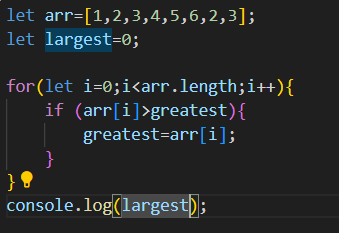 let arr=[1,2,3,4,5,6,2,3];
let largest=0;
for(let i=0;i<arr.length;i++){
if (arr[i]>greatest){
greatest=arr[i];
}
}
console.log(largest);